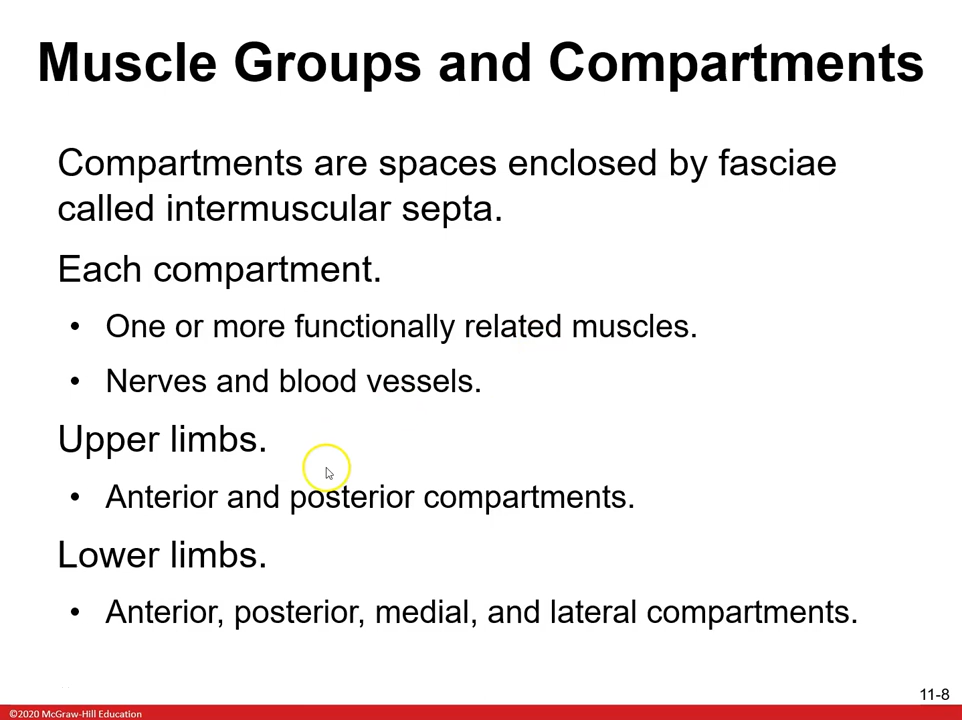 Muscle Groups and Compartments
Compartments are spaces enclosed by fasciae
called intermuscular septa.
Each compartment.
• One or more functionally related muscles.
• Nerves and blood vessels.
Upper limbs.
• Anterior and posterior compartments.
Lower limbs.
• Anterior, posterior, medial, and lateral compartments.
11-8
©2020 McGraw-Hill Education